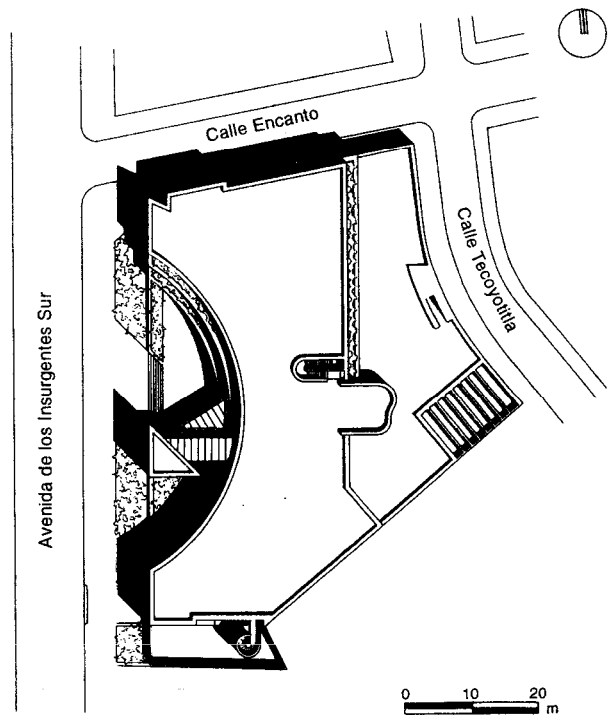 Calle Encanto
Calle Tecoyotitla
Avenida de los Insurgentes Sur
0 10 20
m